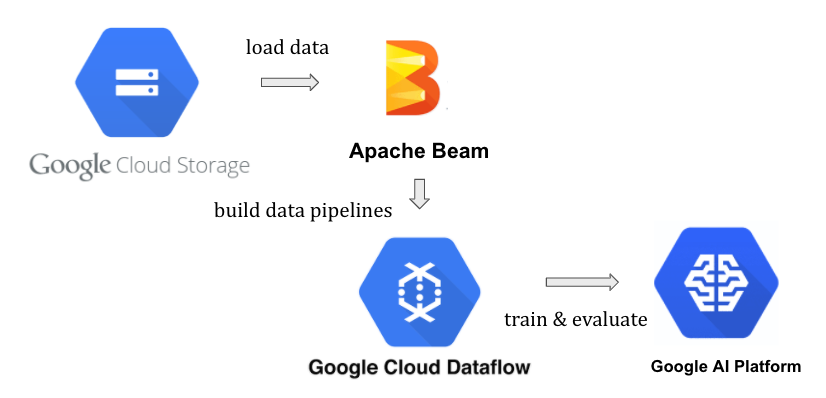 load data
Google Cloud Storage
Apache Beam
build data pipelines
train & evaluate
Google Cloud Dataflow
Google AI Platform